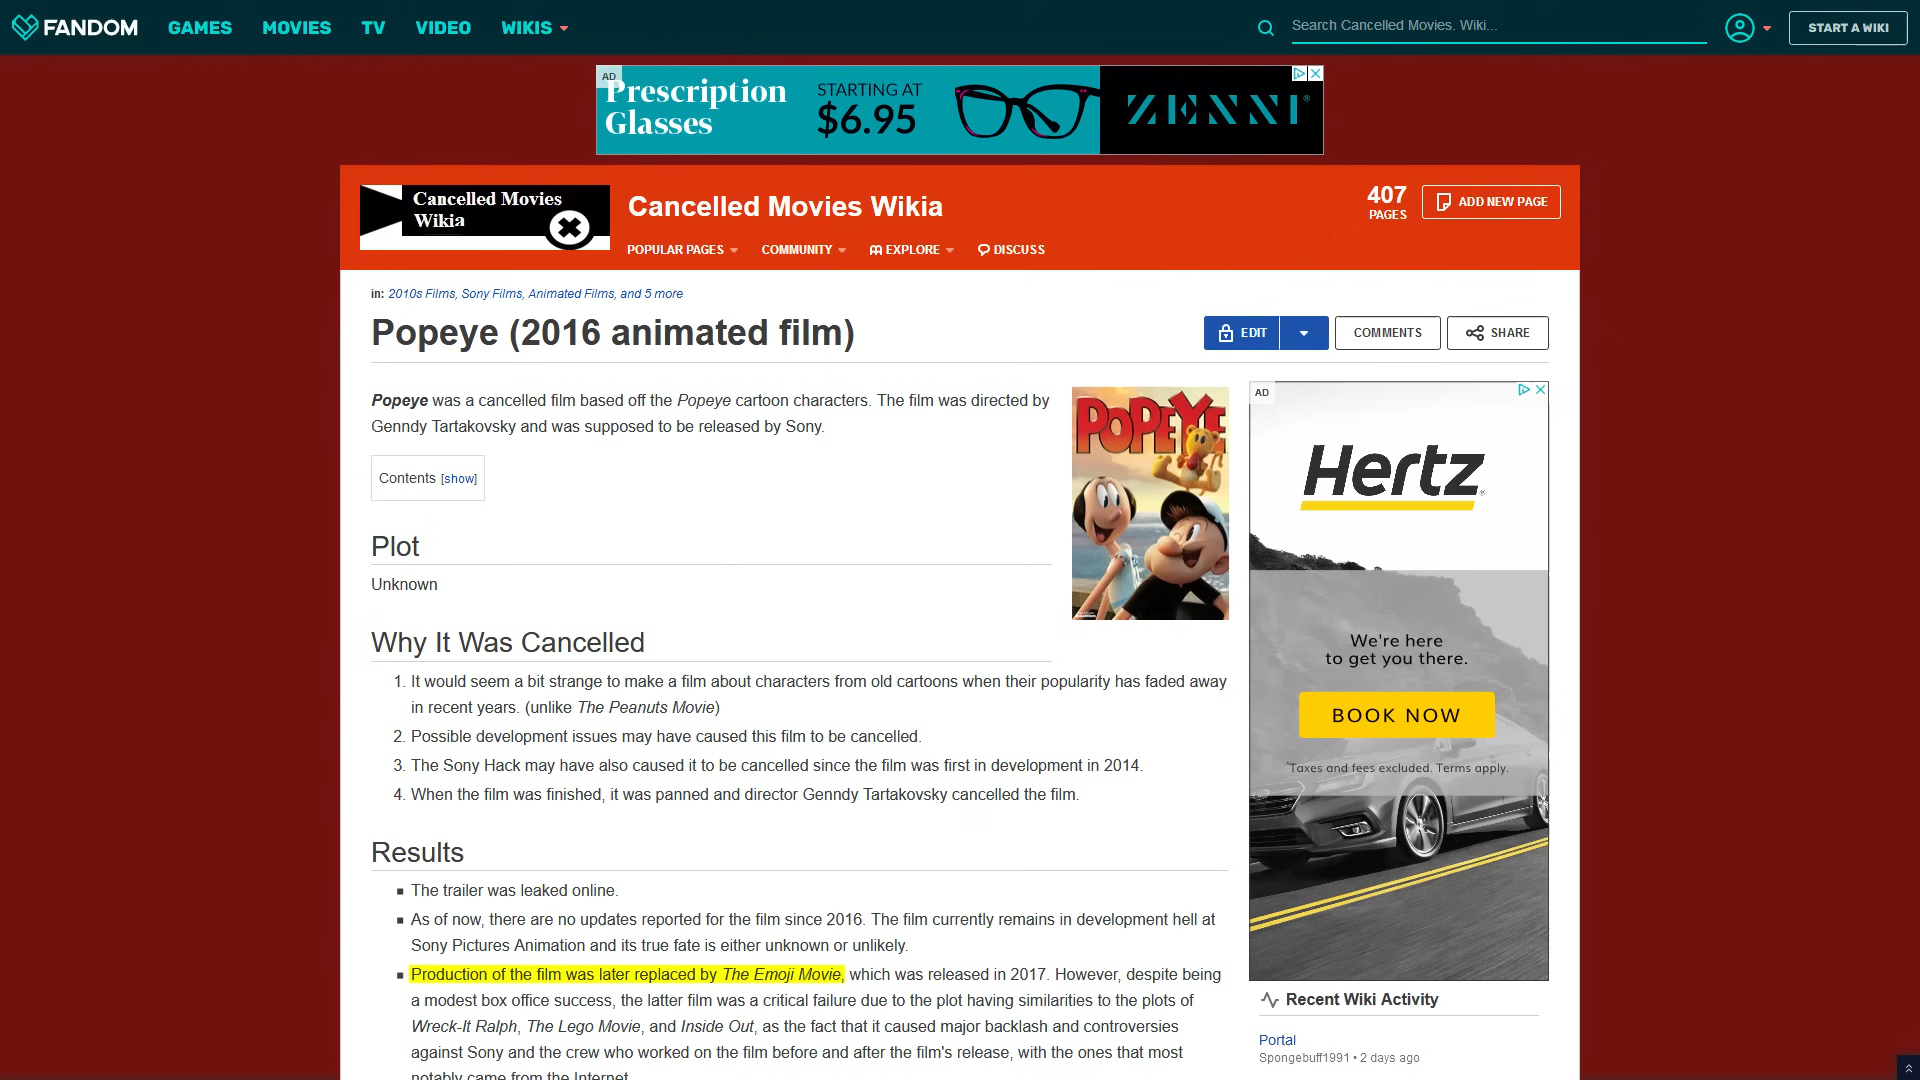 FANDOM
GAMES
MOVIES
TV
VIDEO
WIKIS
Search Cancelled Movies. Wiki...
START A WIKI
AD
Prescription
Glasses
STARTING AT
$6.95
ZENNI®
Cancelled Movies
Wikia
Cancelled Movies Wikia
407
PAGES
ADD NEW PAGE
POPULAR PAGES
COMMUNITY
EXPLORE
DISCUSS
in: 2010s Films, Sony Films, Animated Films, and 5 more
Popeye (2016 animated film)
EDIT
COMMENTS
SHARE
Popeye was a cancelled film based off the Popeye cartoon characters. The film was directed by
Genndy Tartakovsky and was supposed to be released by Sony.
POPEYE
Contents [show]
Plot
Unknown
Why It Was Cancelled
1. It would seem a bit strange to make a film about characters from old cartoons when their popularity has faded away
in recent years. (unlike The Peanuts Movie)
2. Possible development issues may have caused this film to be cancelled.
3. The Sony Hack may have also caused it to be cancelled since the film was first in development in 2014.
4. When the film was finished, it was panned and director Genndy Tartakovsky cancelled the film.
Results
The trailer was leaked online.
As of now, there are no updates reported for the film since 2016. The film currently remains in development hell at
Sony Pictures Animation and its true fate is either unknown or unlikely.
Production of the film was later replaced by The Emoji Movie, which was released in 2017. However, despite being
a modest box office success, the latter film was a critical failure due to the plot having similarities to the plots of
Wreck-It Ralph, The Lego Movie, and Inside Out, as the fact that it caused major backlash and controversies
against Sony and the crew who worked on the film before and after the film's release, with the ones that most
notably came from the Internet.
AD
Hertz®
We're here
to get you there.
BOOK NOW
*Taxes and fees excluded. Terms apply.
Recent Wiki Activity
Portal
Spongebuff1991 • 2 days ago